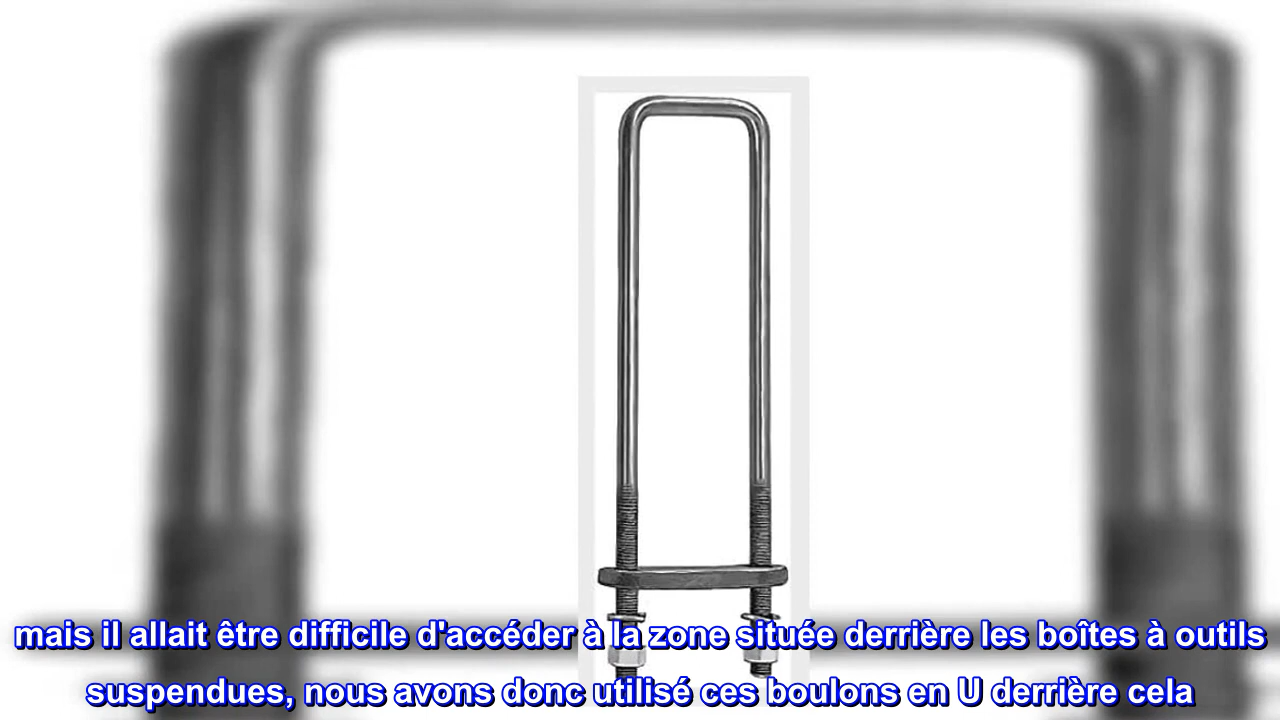 mais il allait être difficile d'accéder à la zone située derrière les boîtes à outils
suspendues, nous avons donc utilisé ces boulons en U derrière cela